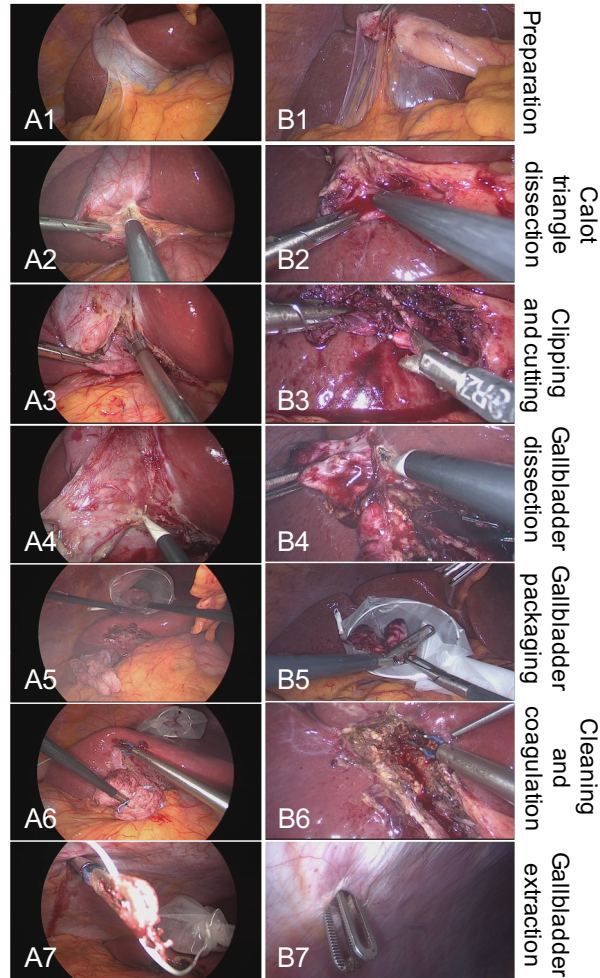 A1
B1
Preparation
A2
B2
Calot
triangle
dissection
A3
B3
Clipping
and cutting
A4
B4
Gallbladder
dissection
A5
B5
Gallbladder
packaging
A6
B6
Cleaning
and
coagulation
A7
B7
Gallbladder
extraction